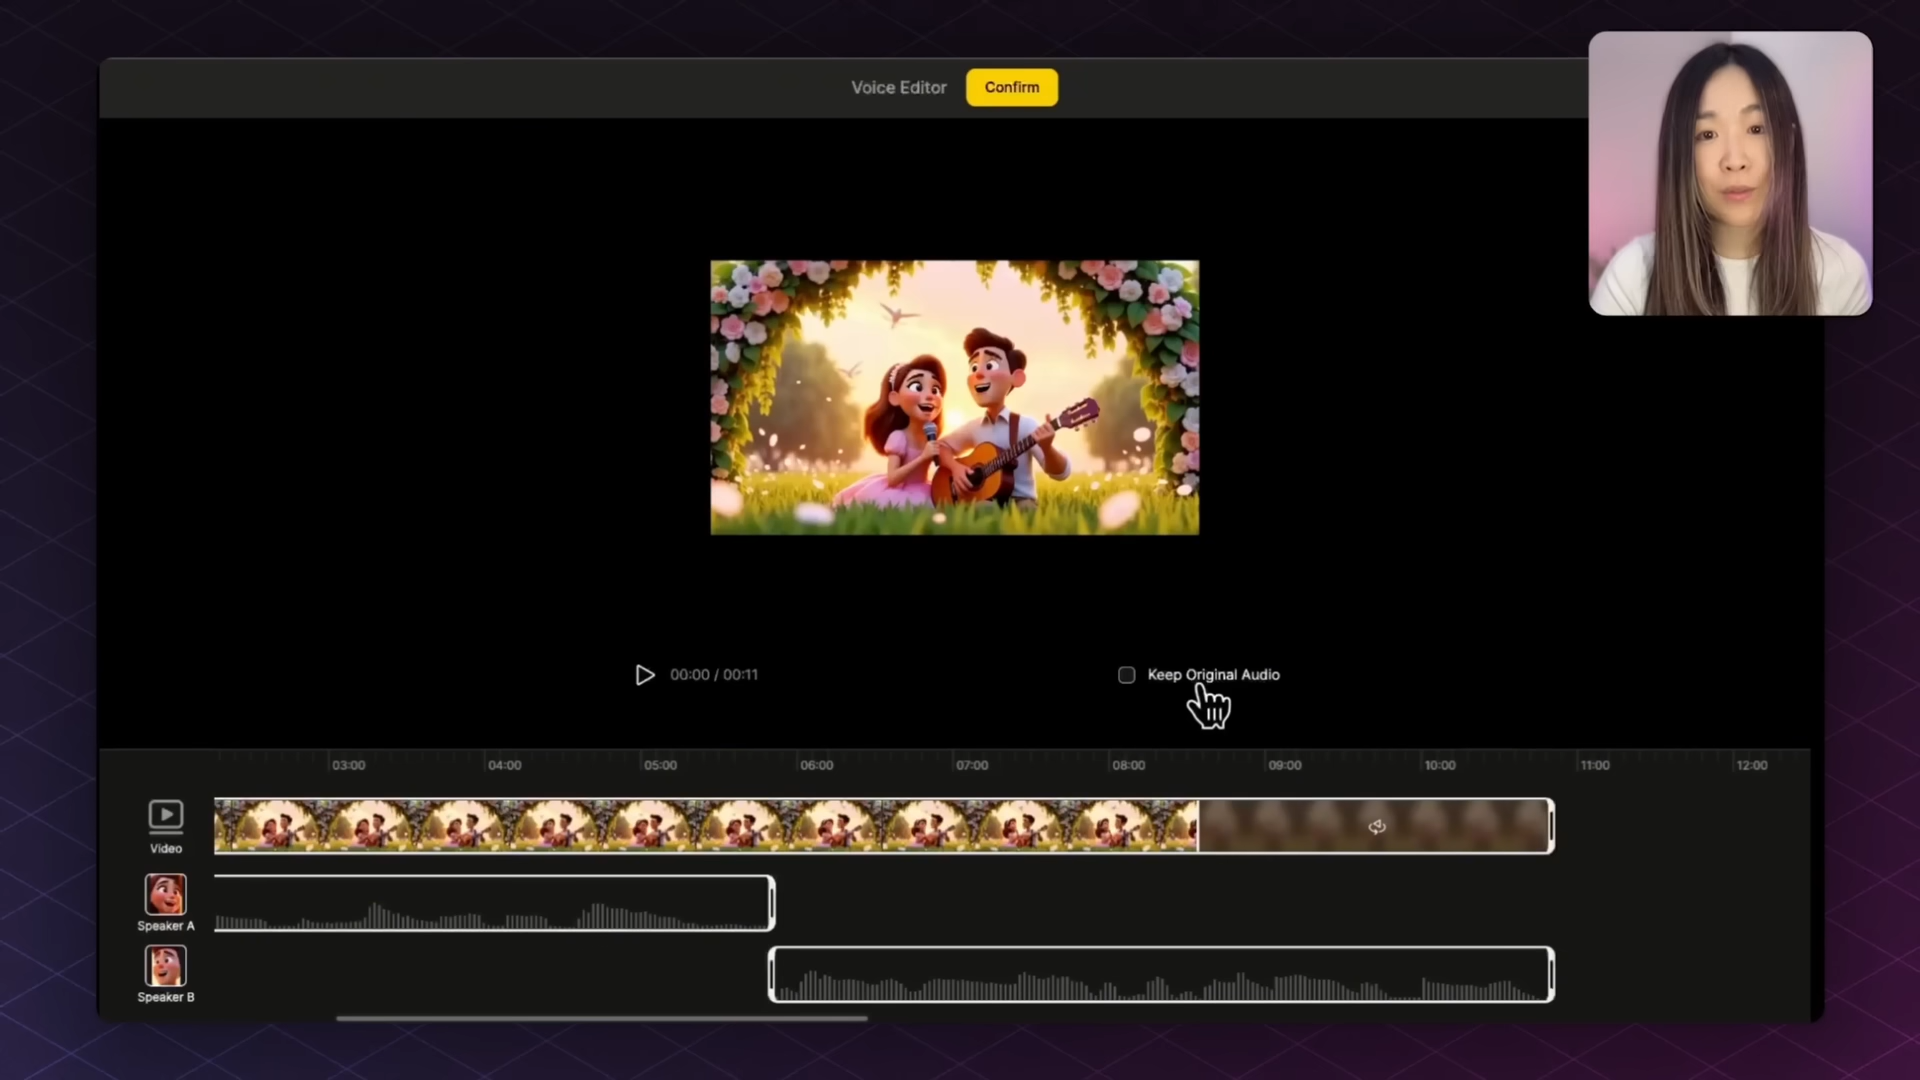 Voice Editor
Confirm
00:00 / 00:11
Keep Original Audio
03:00
04:00
05:00
06:00
07:00
08:00
09:00
10:00
11:00
12:00
Video
Speaker A
Speaker B